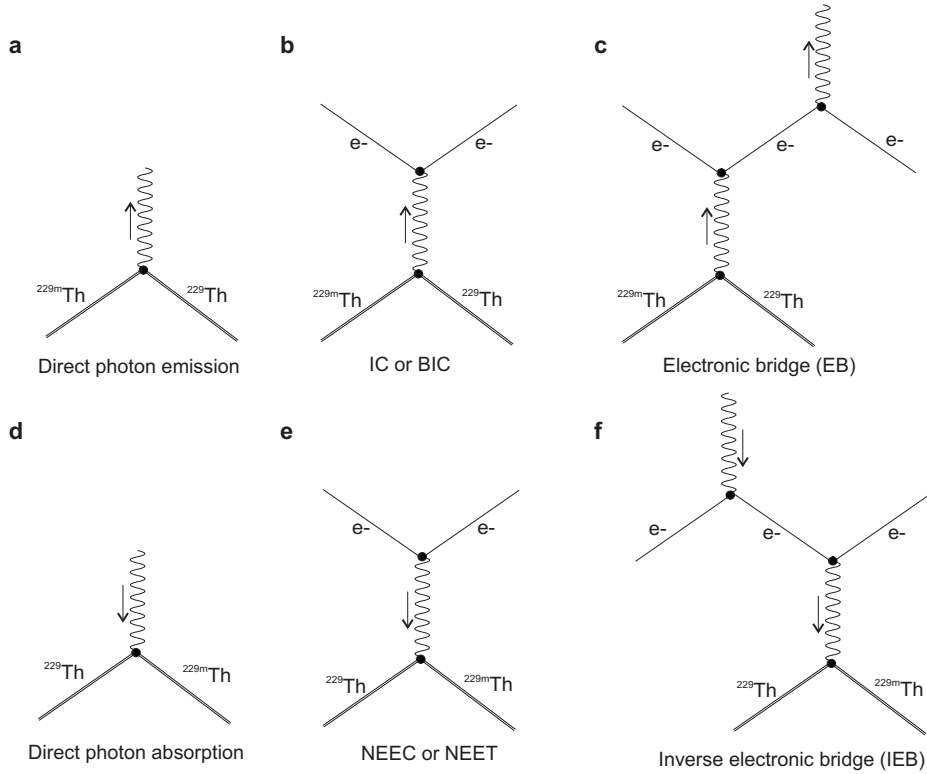 a
b
c
e-
e-
e-
e-
e-
229mTh
229Th
229mTh
229Th
229mTh
229Th
Direct photon emission
IC or BIC
Electronic bridge (EB)
d
e
f
e-
e-
e-
e-
e-
229Th
229mTh
229Th
229mTh
229Th
229mTh
Direct photon absorption
NEEC or NEET
Inverse electronic bridge (IEB)